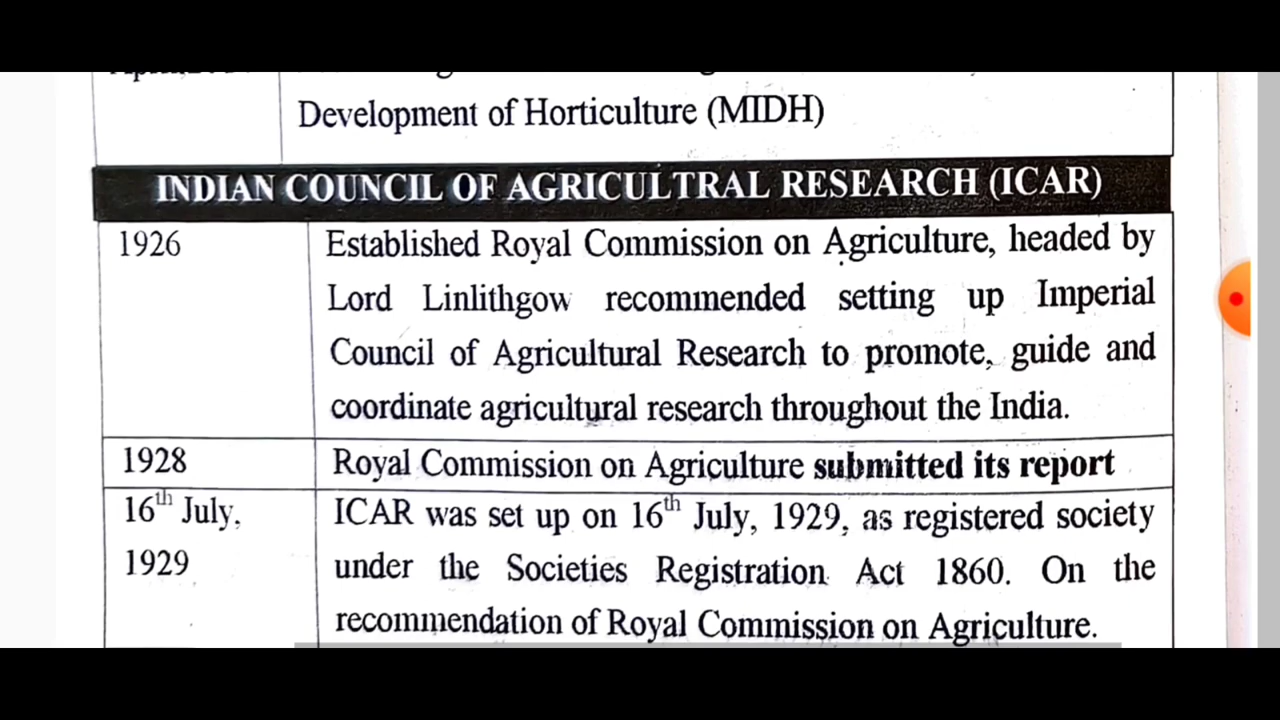 Development of Horticulture (MIDH)
INDIAN COUNCIL OF AGRICULTRAL RESEARCH (ICAR)
1926
Established Royal Commission on Agriculture, headed by
Lord Linlithgow recommended setting up Imperial
Council of Agricultural Research to promote, guide and
coordinate agricultural research throughout the India.
1928
Royal Commission on Agriculture submitted its report
16th July,
1929
ICAR was set up on 16th July, 1929, as registered society
under the Societies Registration Act 1860. On the
recommendation of Royal Commission on Agriculture.